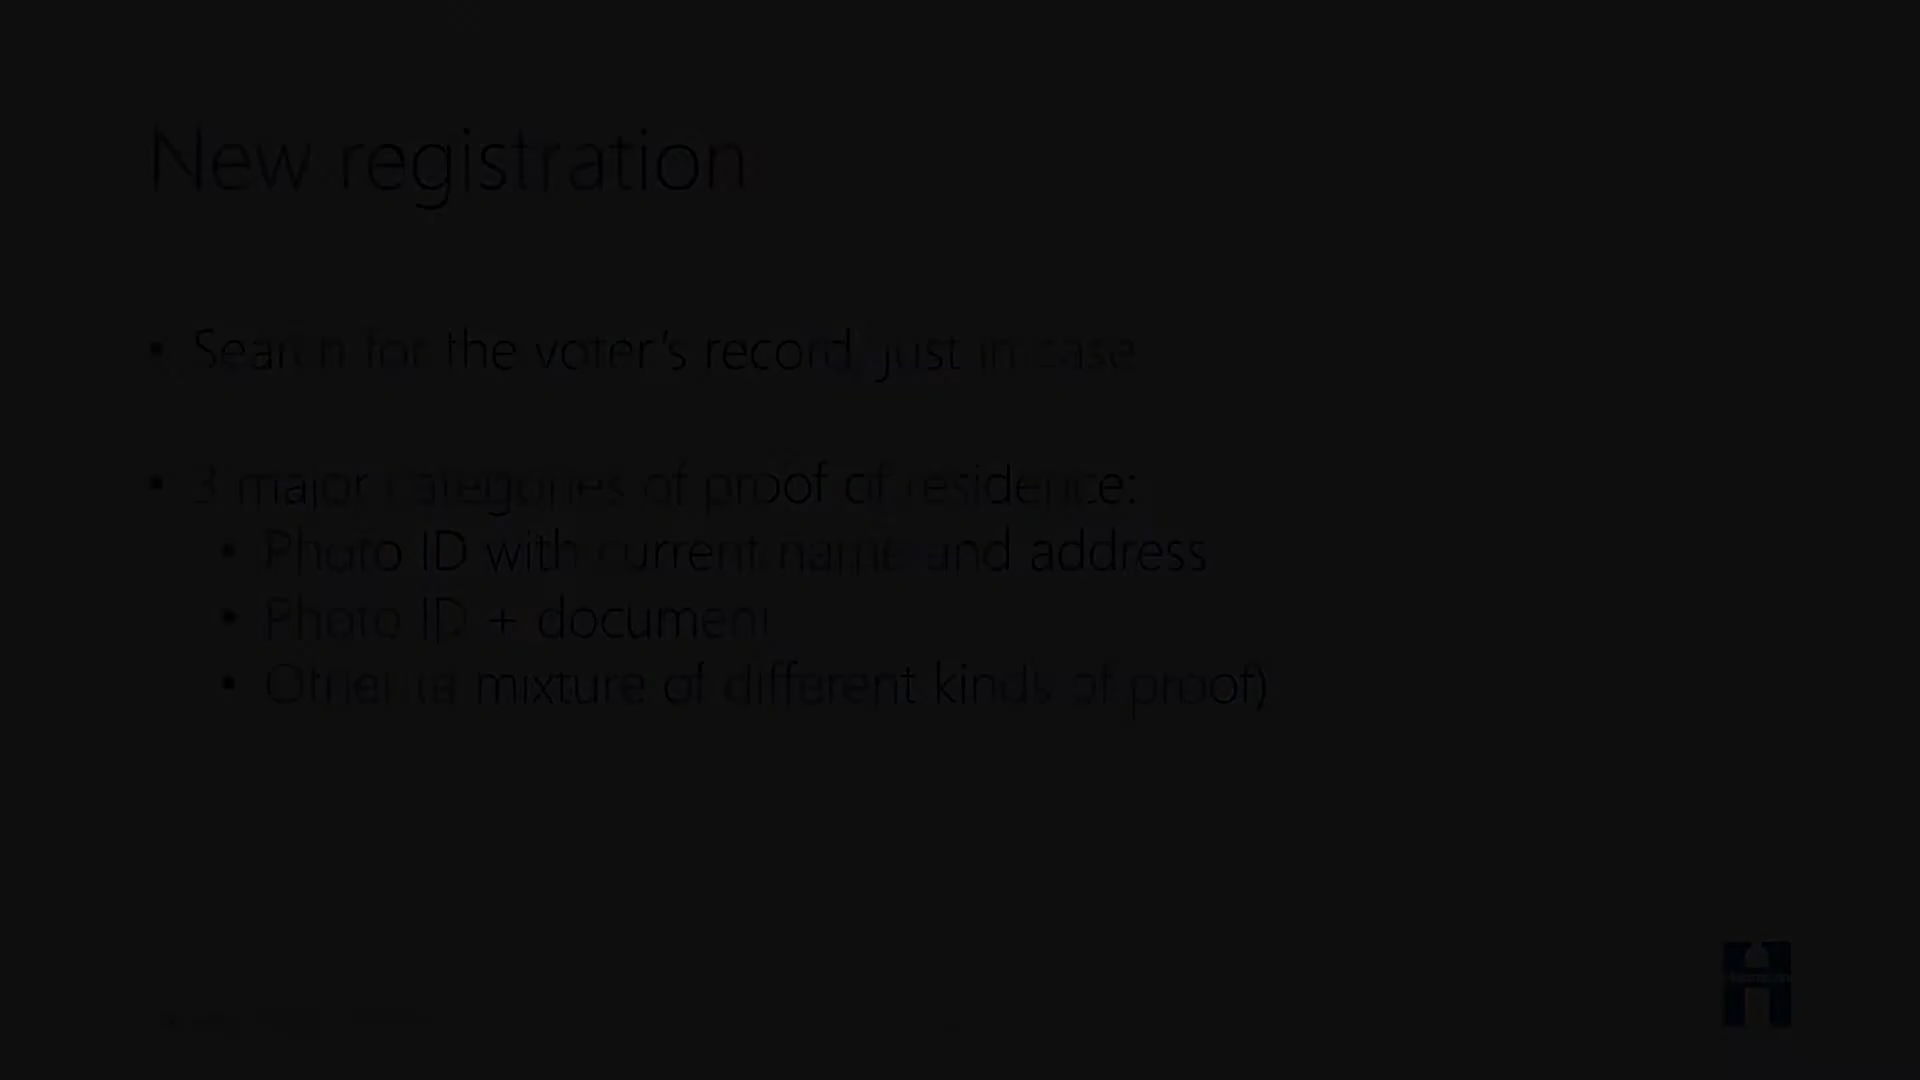 New registration
• Search for the voter's record, just in case
• 3 major categories of proof of residence:
• Photo ID with current name and address
• Photo ID + document
• Other (a mixture of different kinds of proof)